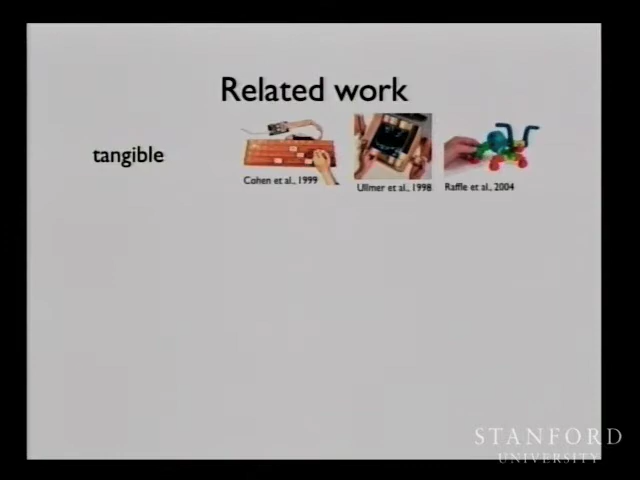 Related work
tangible
Cohen et al., 1999
Ullmer et al., 1998
Raffle et al., 2004
STANFORD
UNIVERSITY